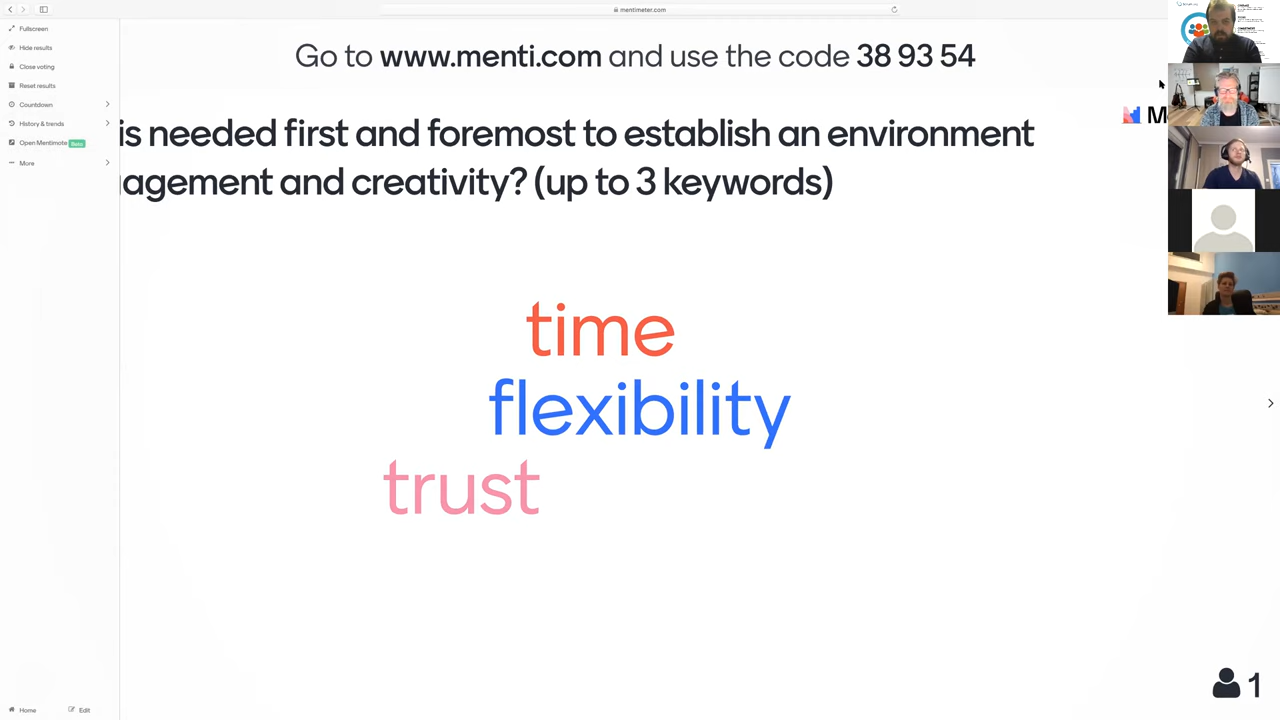 mentimeter.com
Fullscreen
Hide results
Close voting
Reset results
Countdown
History & trends
Open Mentimote Beta
More
Go to www.menti.com and use the code 38 93 54
M
is needed first and foremost to establish an environment
agement and creativity? (up to 3 keywords)
time
flexibility
trust
1
Home
Edit